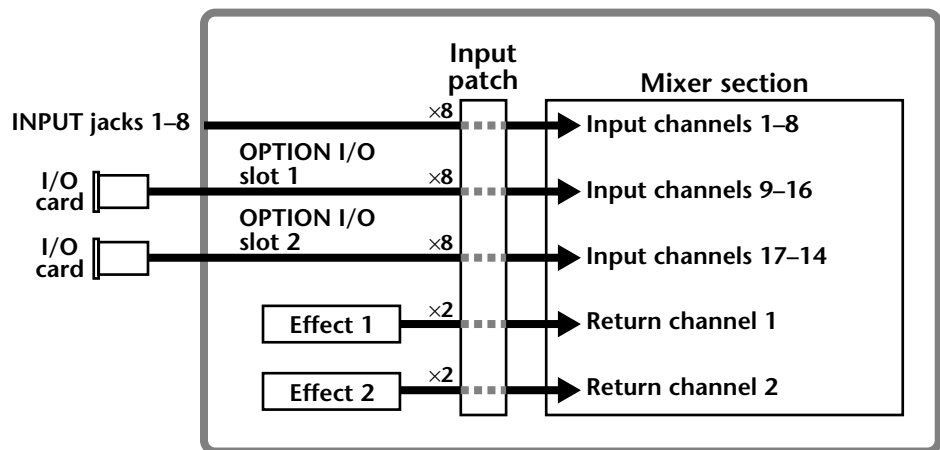 Input
patch
Mixer section
INPUT jacks 1–8
×8
Input channels 1–8
OPTION I/O
slot 1
I/O
card
×8
Input channels 9–16
OPTION I/O
slot 2
I/O
card
×8
Input channels 17–14
Effect 1
×2
Return channel 1
Effect 2
×2
Return channel 2